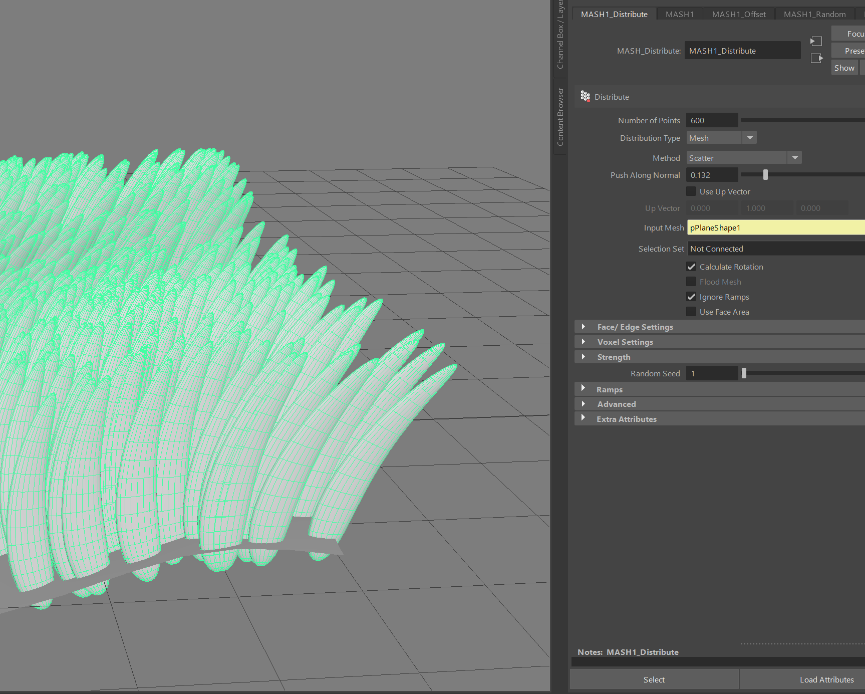 MASH1_Distribute MASH1 MASH1_Offset MASH1_Random
Channel Box / Laye
Content Browser
MASH_Distribute: MASH1_Distribute
Focu
Prese
Show
Distribute
Number of Points 600
Distribution Type Mesh
Method Scatter
Push Along Normal 0.132
Use Up Vector
Up Vector 0.000 1.000 0.000
Input Mesh pPlaneShape1
Selection Set Not Connected
Calculate Rotation
Flood Mesh
Ignore Ramps
Use Face Area
Face/ Edge Settings
Voxel Settings
Strength
Random Seed 1
Ramps
Advanced
Extra Attributes
Notes: MASH1_Distribute
Select Load Attributes